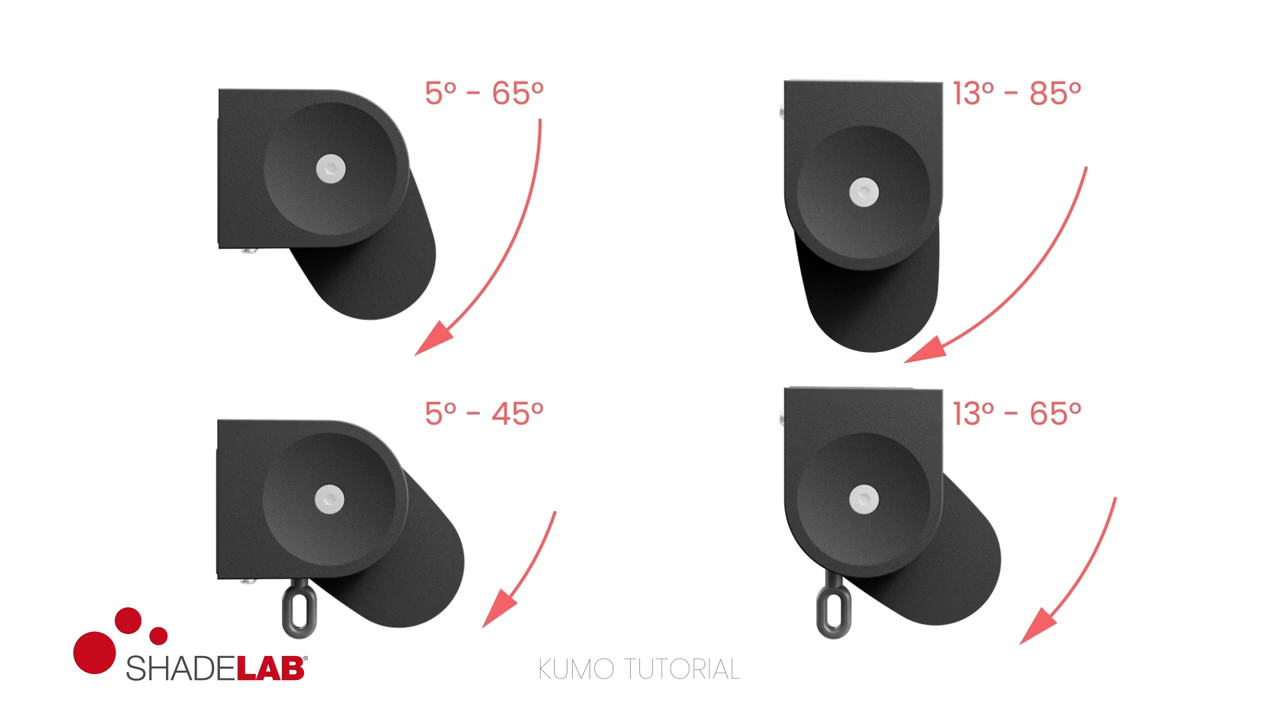 5º - 65º
13º - 85º
5º - 45º
13º - 65º
SHADELAB®
KUMO TUTORIAL